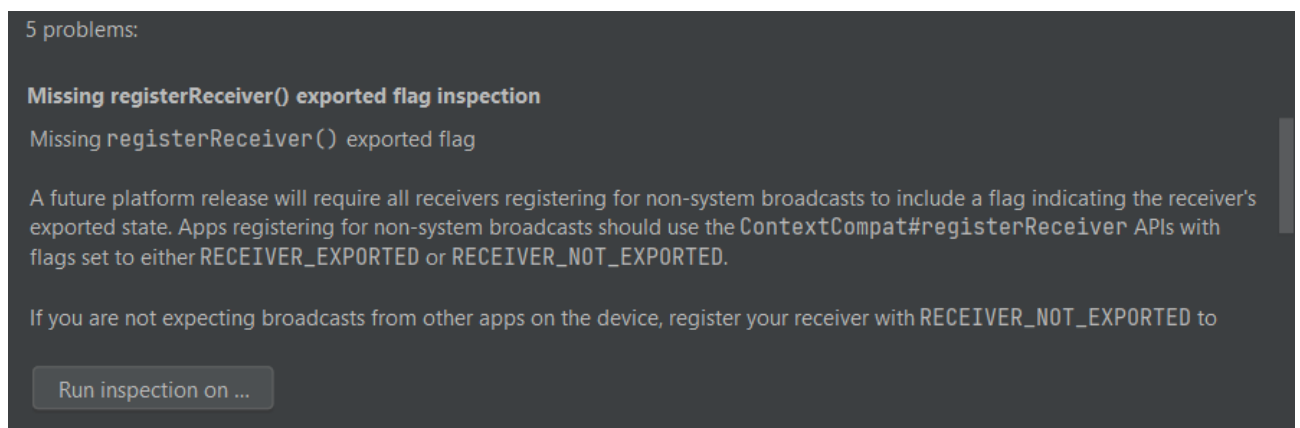 5 problems:
Missing registerReceiver() exported flag inspection
Missing registerReceiver() exported flag
A future platform release will require all receivers registering for non-system broadcasts to include a flag indicating the receiver's
exported state. Apps registering for non-system broadcasts should use the ContextCompat#registerReceiver APIs with
flags set to either RECEIVER_EXPORTED or RECEIVER_NOT_EXPORTED.
If you are not expecting broadcasts from other apps on the device, register your receiver with RECEIVER_NOT_EXPORTED to
Run inspection on ...